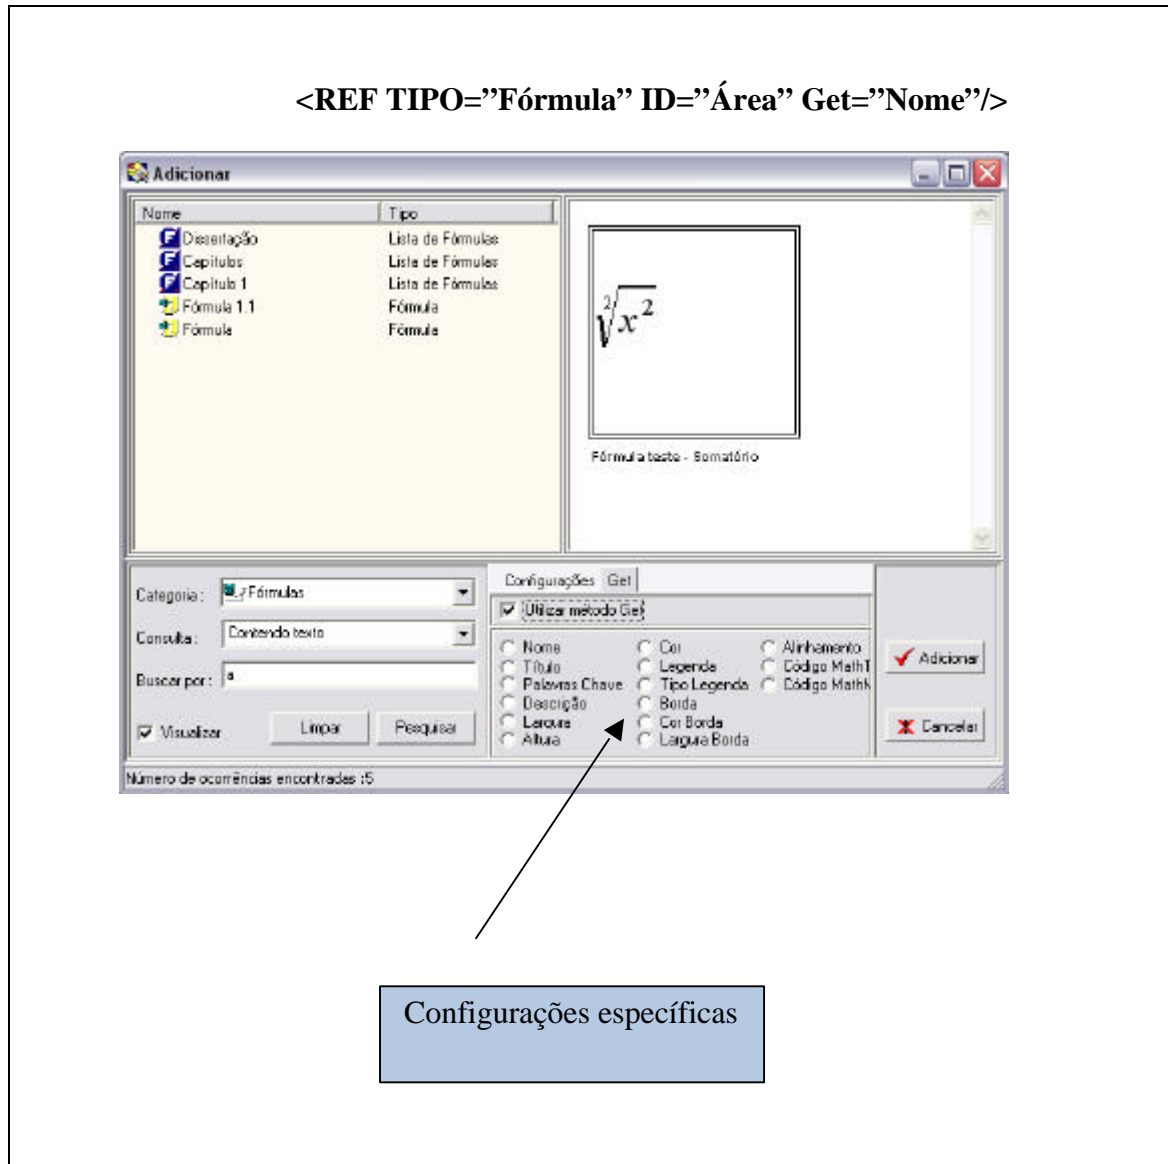 <REF TIPO=”Fórmula” ID=”Área” Get=”Nome”/>
Adicionar
Nome Tipo
Dissertação Lista de Fórmulas
Capítulos Lista de Fórmulas
Capítulo 1 Lista de Fórmulas
Fórmula 1.1 Fórmula
Fórmula Fórmula
2√x²
Fórmula teste - Somatório
Categoria: Fórmulas
Consulta: Contendo texto
Buscar por: a
Visualizar Limpar Pesquisar
Configurações Get
Utilizar método Get
Nome Cor Alinhamento
Título Legenda Código MathT
Palavras Chave Tipo Legenda Código MathM
Descrição Borda
Largura Cor Borda
Altura Largura Borda
Adicionar
Cancelar
Número de ocorrências encontradas :5
Configurações específicas